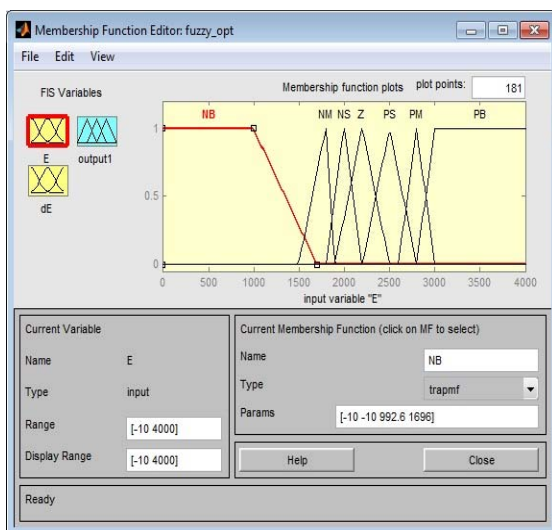 Membership Function Editor: fuzzy_opt
File Edit View
FIS Variables
E
output1
dE
Membership function plots plot points: 181
NB NM NS Z PS PM PB
1
0.5
0
0 500 1000 1500 2000 2500 3000 3500 4000
input variable "E"
Current Variable
Name E
Type input
Range [-10 4000]
Display Range [-10 4000]
Current Membership Function (click on MF to select)
Name NB
Type trapmf
Params [-10 -10 992.6 1696]
Help Close
Ready